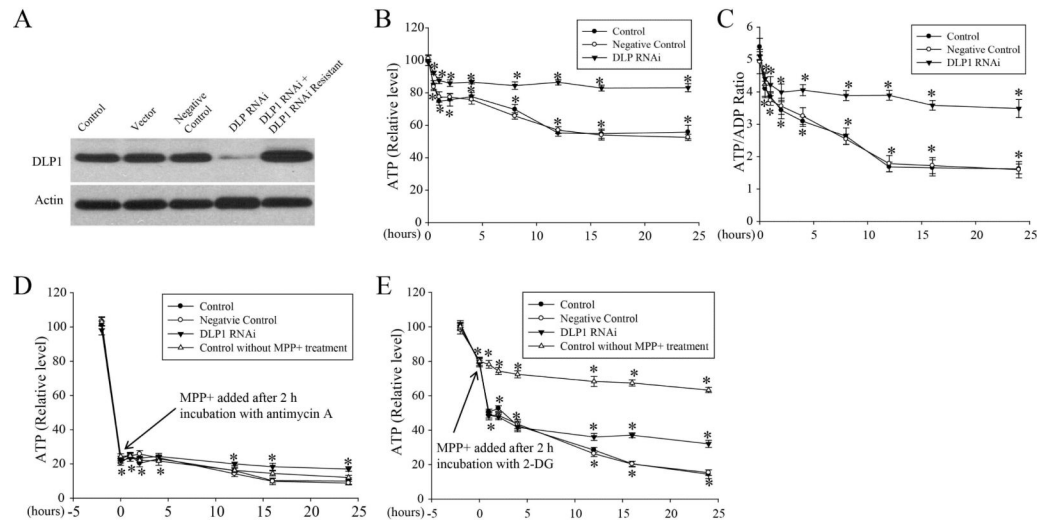 A
Control
Vector
Negative
Control
DLP RNAi
DLP1 RNAi +
DLP1 RNAi Resistant
DLP1
Actin
B
ATP (Relative level)
120
100
80
60
40
20
0
Control
Negative Control
DLP RNAi
* * * * * * * * *
* * * * * * * *
(hours)
0 5 10 15 20 25
C
ATP/ADP Ratio
6
5
4
3
2
1
Control
Negative Control
DLP1 RNAi
* * * * * * * *
* * * * * * * *
(hours)
0 5 10 15 20 25
D
ATP (Relative level)
120
100
80
60
40
20
0
Control
Negatvie Control
DLP1 RNAi
Control without MPP+ treatment
MPP+ added after 2 h
incubation with antimycin A
* * *
* * * *
(hours)
-5 0 5 10 15 20 25
E
ATP (Relative level)
120
100
80
60
40
20
0
Control
Negative Control
DLP1 RNAi
Control without MPP+ treatment
* * * * * * *
* * * * *
MPP+ added after 2 h
incubation with 2-DG
* * * *
(hours)
-5 0 5 10 15 20 25